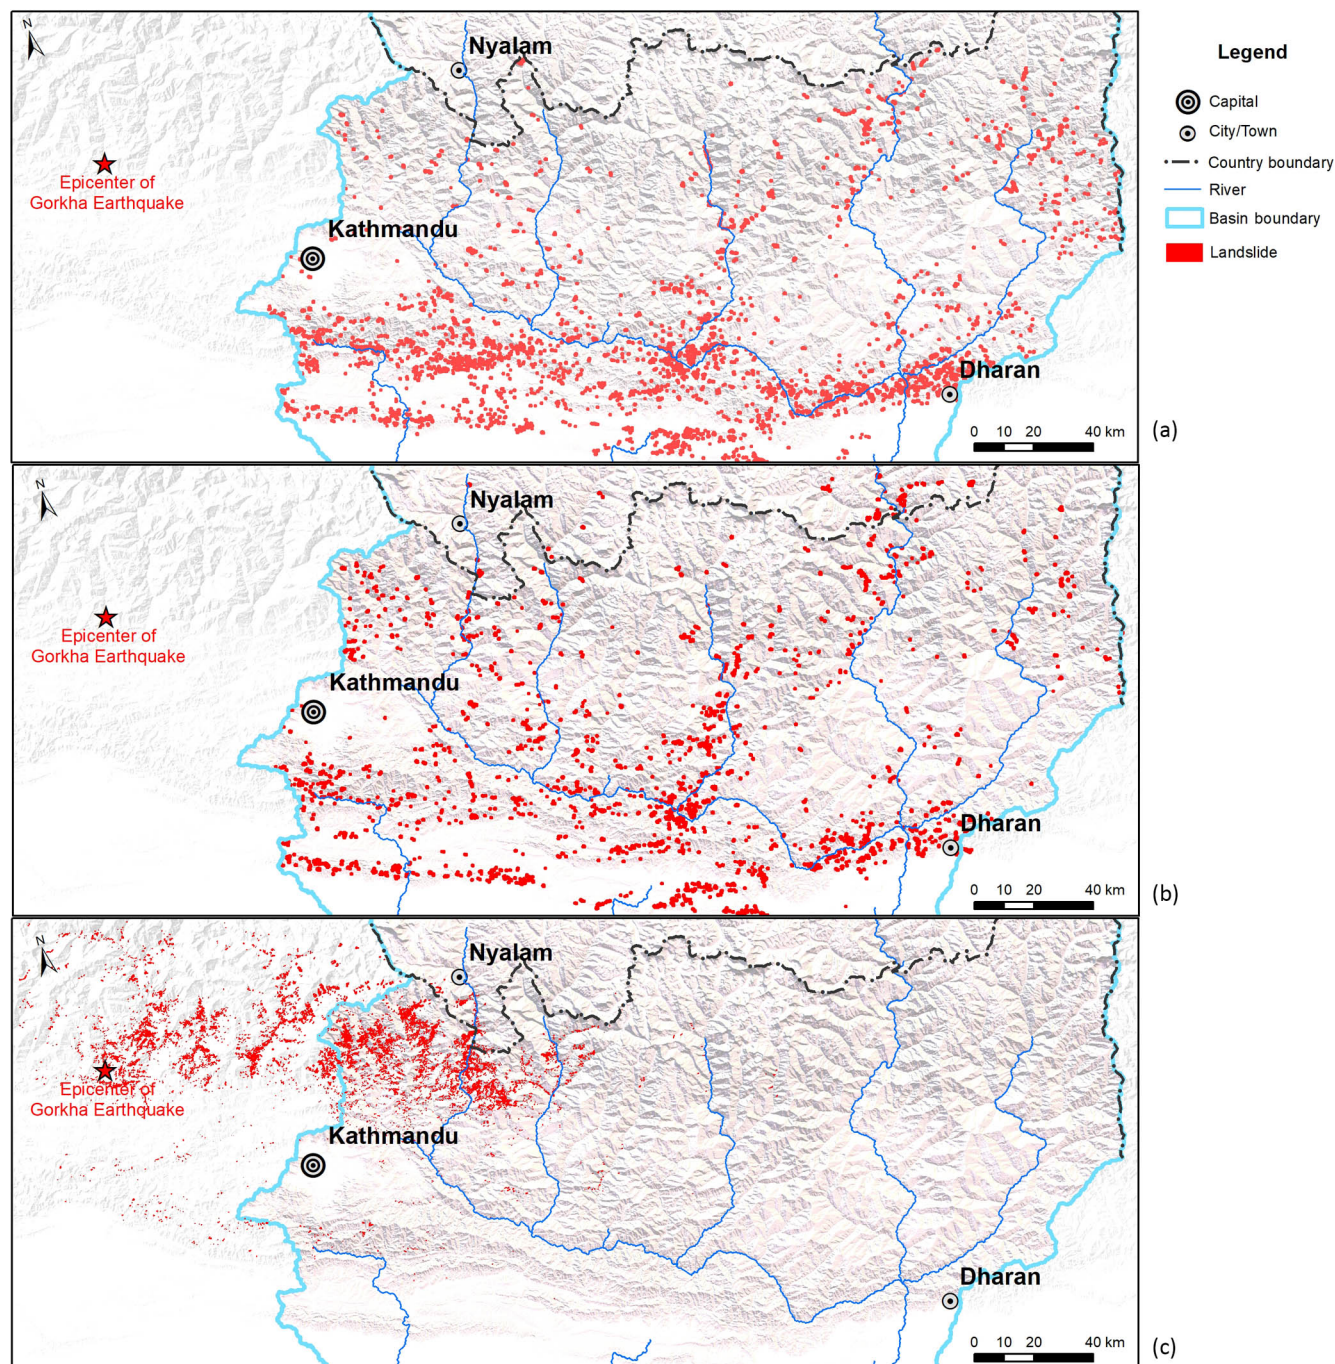 N
Nyalam
Epicenter of
Gorkha Earthquake
Kathmandu
Dharan
0 10 20 40 km
(a)
Legend
Capital
City/Town
Country boundary
River
Basin boundary
Landslide
N
Nyalam
Epicenter of
Gorkha Earthquake
Kathmandu
Dharan
0 10 20 40 km
(b)
N
Nyalam
Epicenter of
Gorkha Earthquake
Kathmandu
Dharan
0 10 20 40 km
(c)